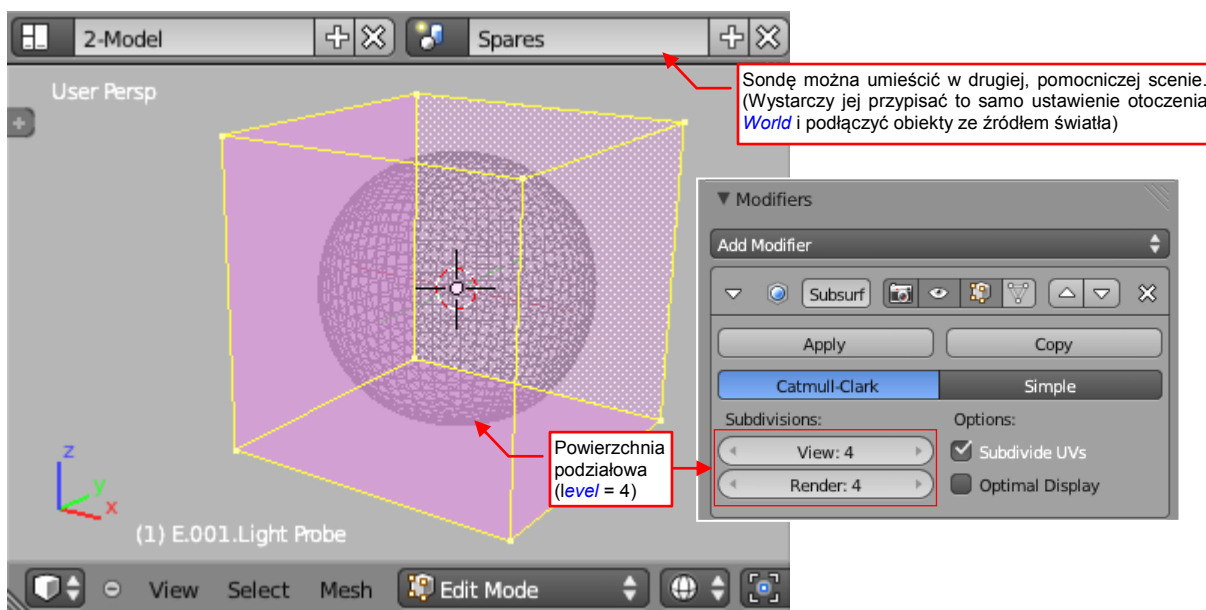 2-Model
Spares
User Persp
Sondę można umieścić w drugiej, pomocniczej scenie.
(Wystarczy jej przypisać to samo ustawienie otoczenia
World i podłączyć obiekty ze źródłem światła)
Modifiers
Add Modifier
Subsurf
Apply
Copy
Catmull-Clark
Simple
Subdivisions:
Options:
View: 4
Subdivide UVs
Render: 4
Optimal Display
Powierzchnia
podziałowa
(level = 4)
z
y
x
(1) E.001.Light Probe
View
Select
Mesh
Edit Mode